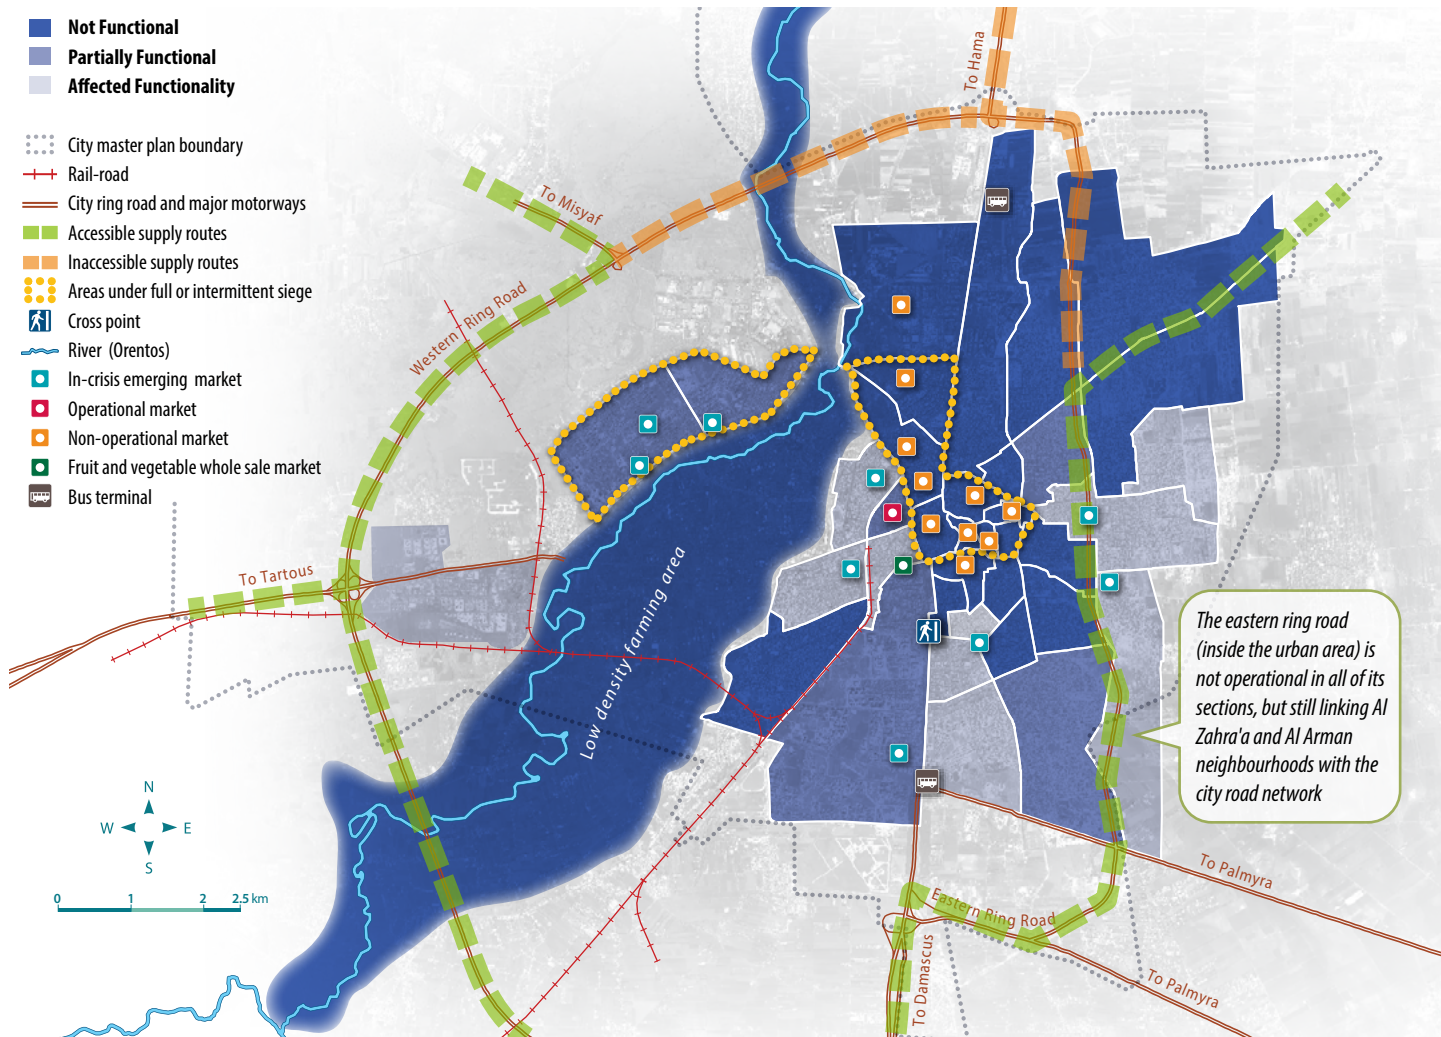 Not Functional
Partially Functional
Affected Functionality
City master plan boundary
Rail-road
City ring road and major motorways
Accessible supply routes
Inaccessible supply routes
Areas under full or intermittent siege
Cross point
River (Orentos)
In-crisis emerging market
Operational market
Non-operational market
Fruit and vegetable whole sale market
Bus terminal
To Hama
To Misyaf
Western Ring Road
To Tartous
Low density farming area
The eastern ring road
(inside the urban area) is
not operational in all of its
sections, but still linking Al
Zahra'a and Al Arman
neighbourhoods with the
city road network
N
W
E
S
0
1
2
2.5 km
To Palmyra
Eastern Ring Road
To Damascus
To Palmyra